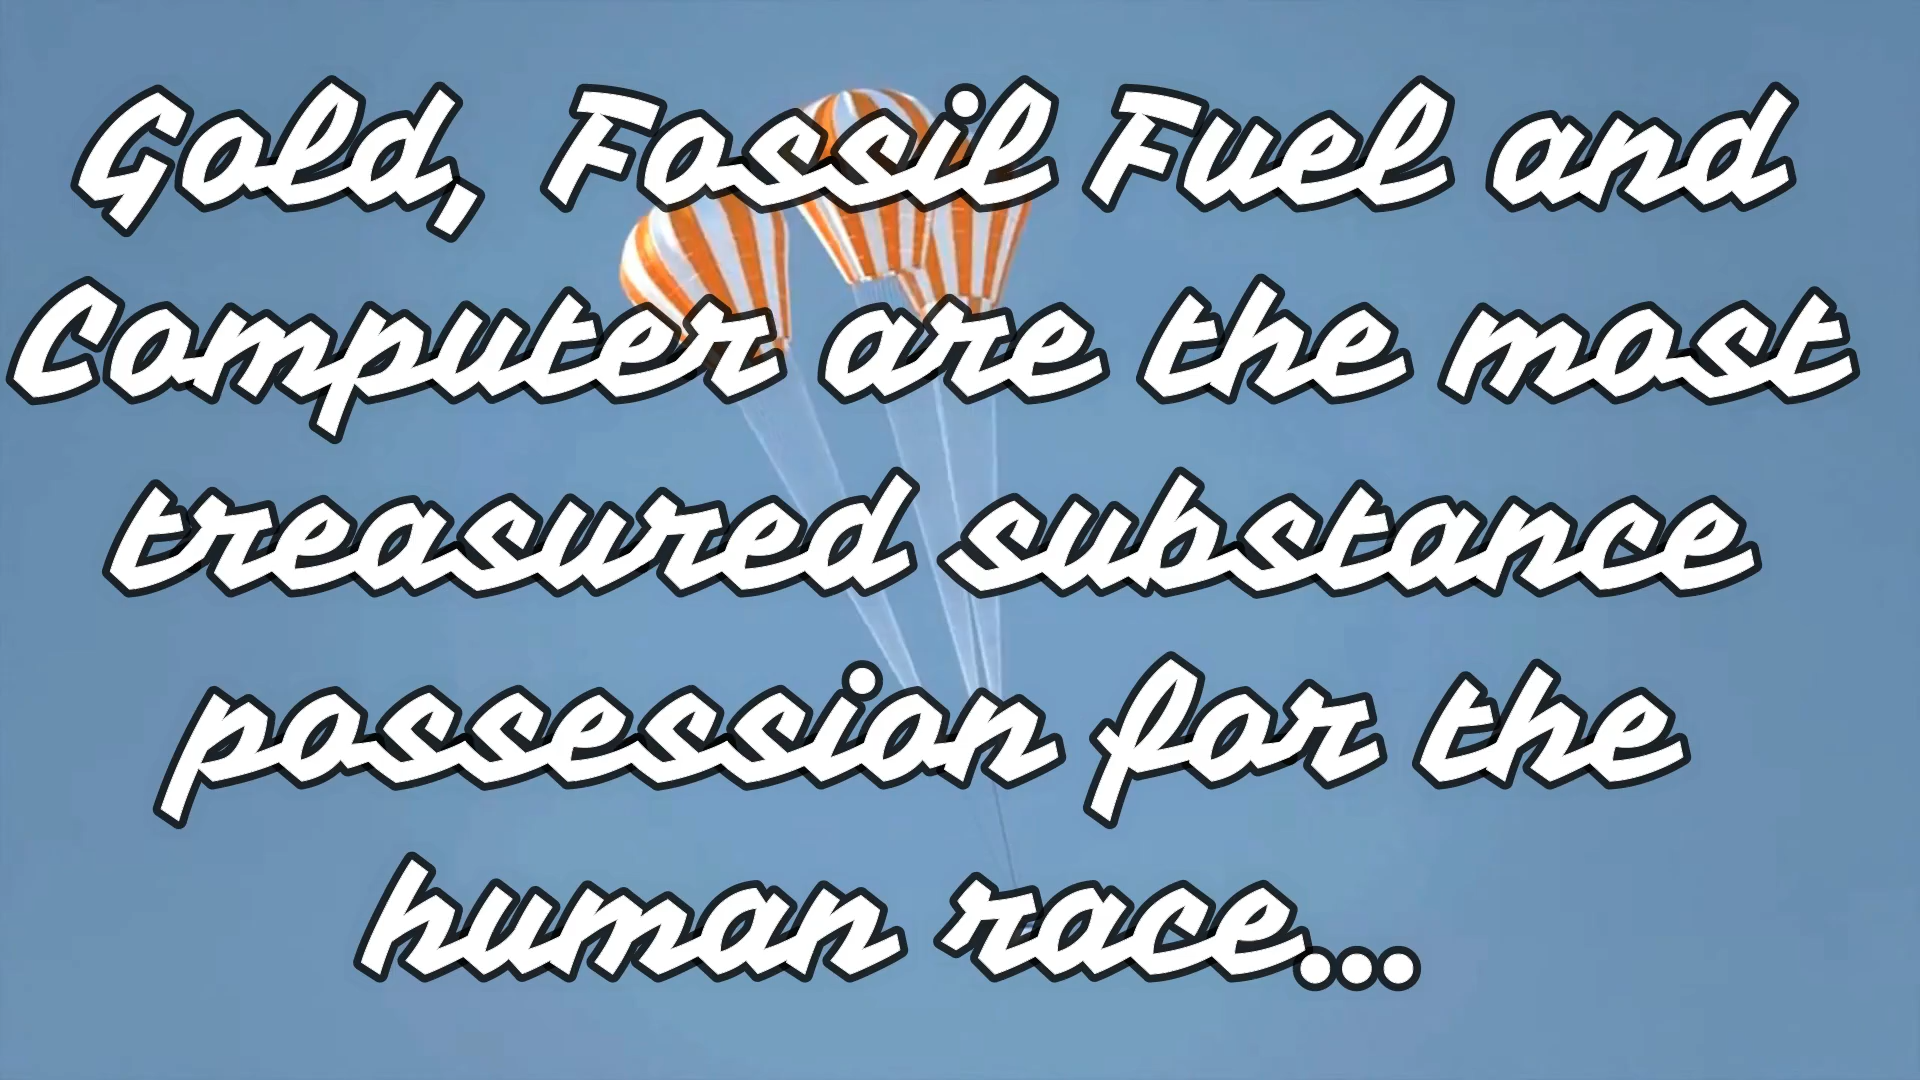 Gold, Fossil Fuel and
Computer are the most
treasured substance
possession for the
human race...